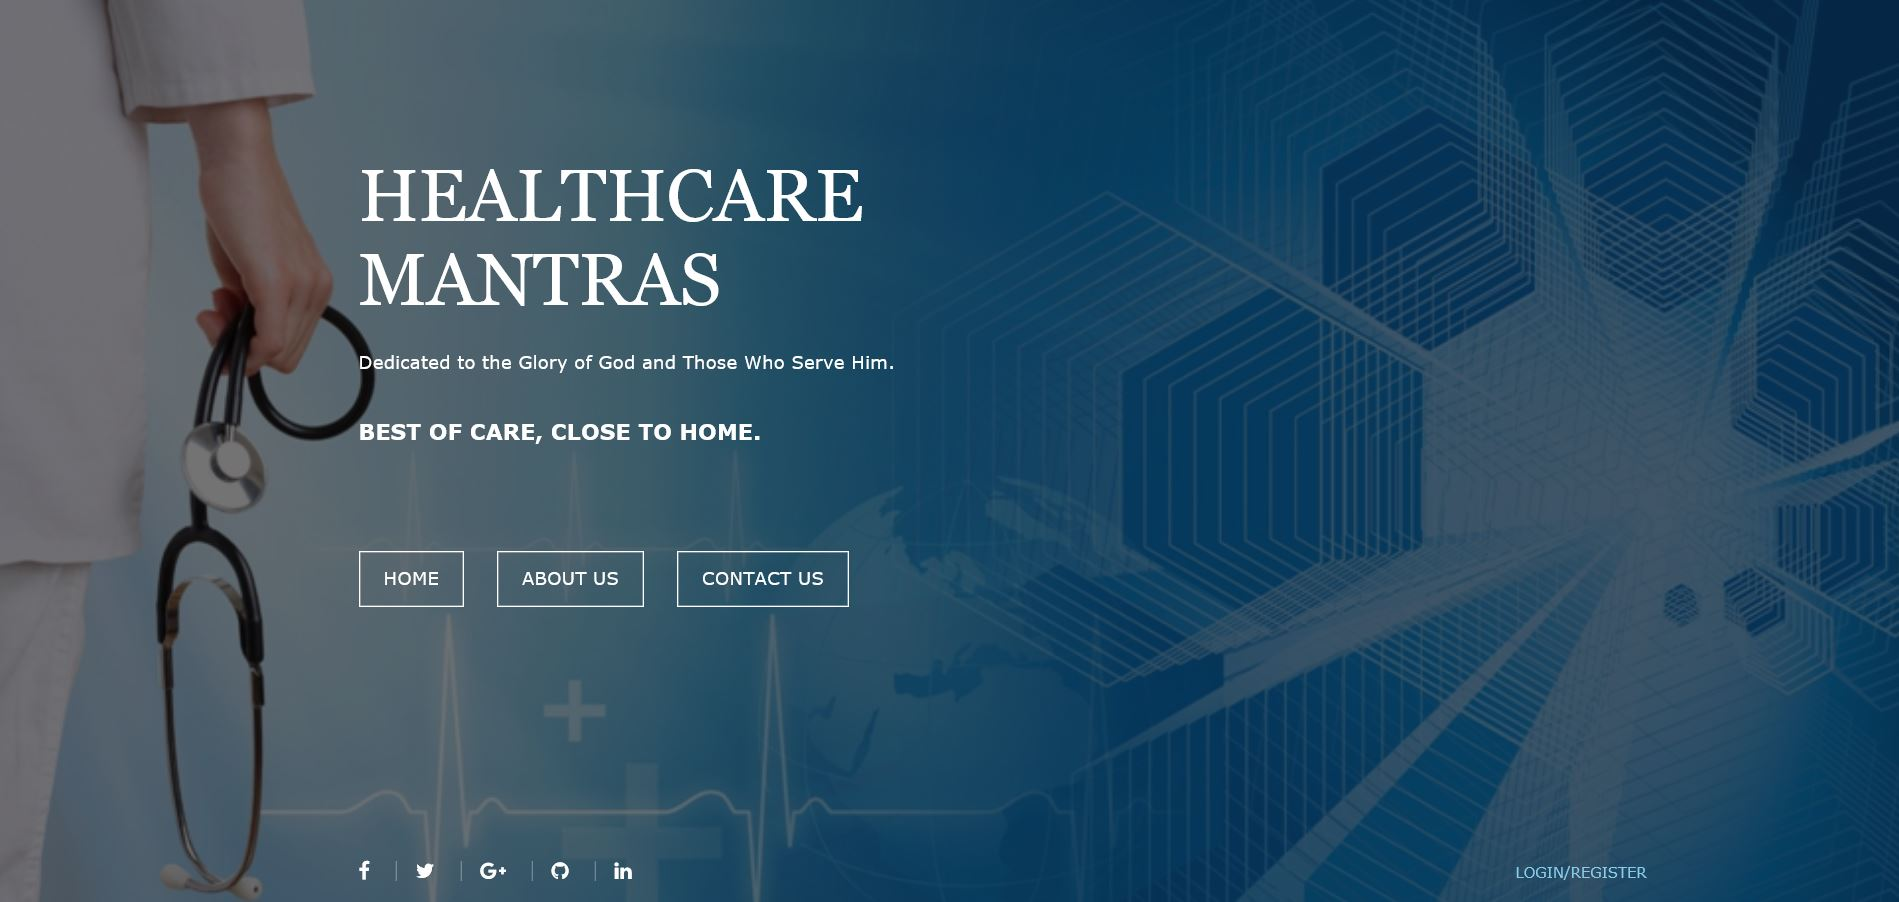 HEALTHCARE
MANTRAS
Dedicated to the Glory of God and Those Who Serve Him.
BEST OF CARE, CLOSE TO HOME.
HOME
ABOUT US
CONTACT US
LOGIN/REGISTER